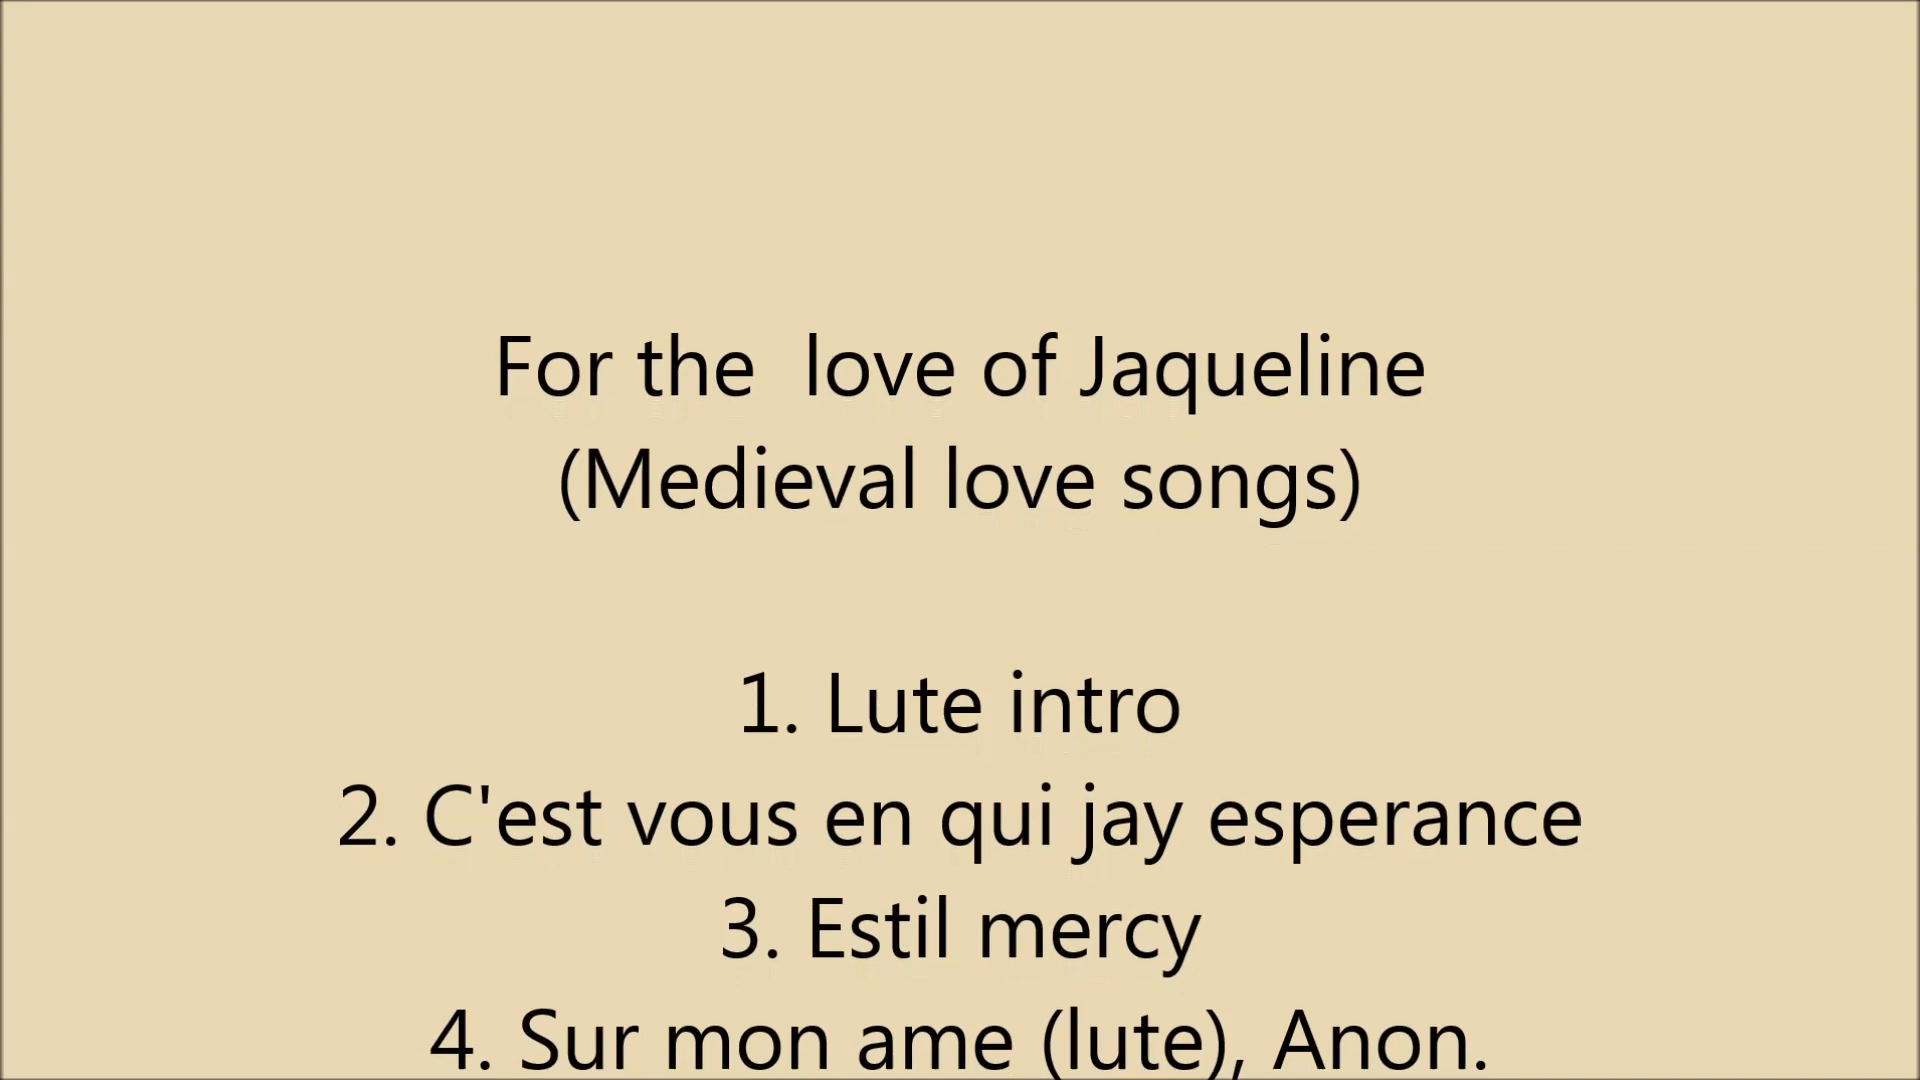 For the  love of Jaqueline
(Medieval love songs)
1. Lute intro
2. C'est vous en qui jay esperance
3. Estil mercy
4. Sur mon ame (lute), Anon.